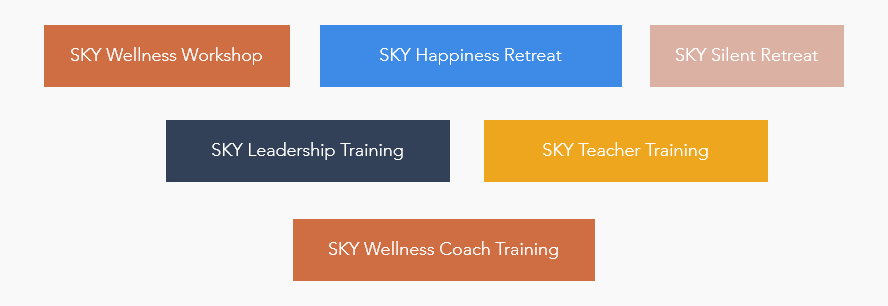 SKY Wellness Workshop
SKY Happiness Retreat
SKY Silent Retreat
SKY Leadership Training
SKY Teacher Training
SKY Wellness Coach Training